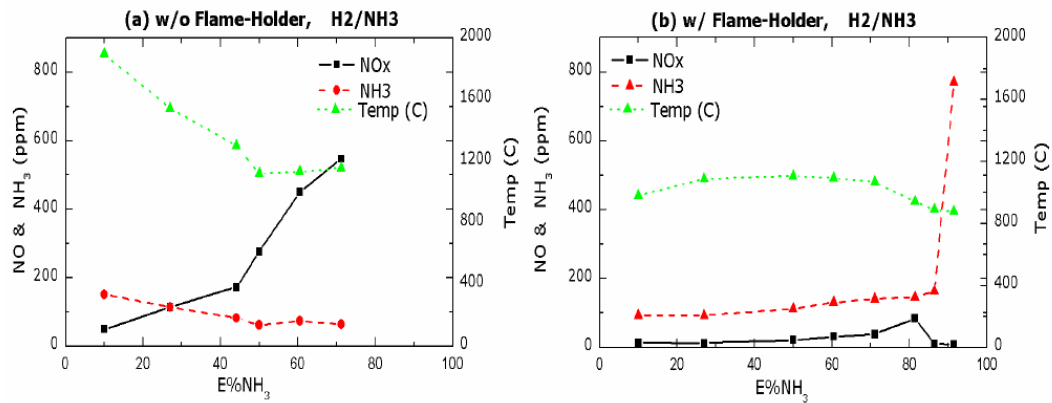 (a) w/o Flame-Holder, H2/NH3
NO & NH3 (ppm)
800
600
400
200
0
NOx
NH3
Temp (C)
2000
1600
1200
800
400
0
Temp (C)
0 20 40 60 80 100
E%NH3
(b) w/ Flame-Holder, H2/NH3
NO & NH3 (ppm)
800
600
400
200
0
NOx
NH3
Temp (C)
2000
1600
1200
800
400
0
Temp (C)
0 20 40 60 80 100
E%NH3